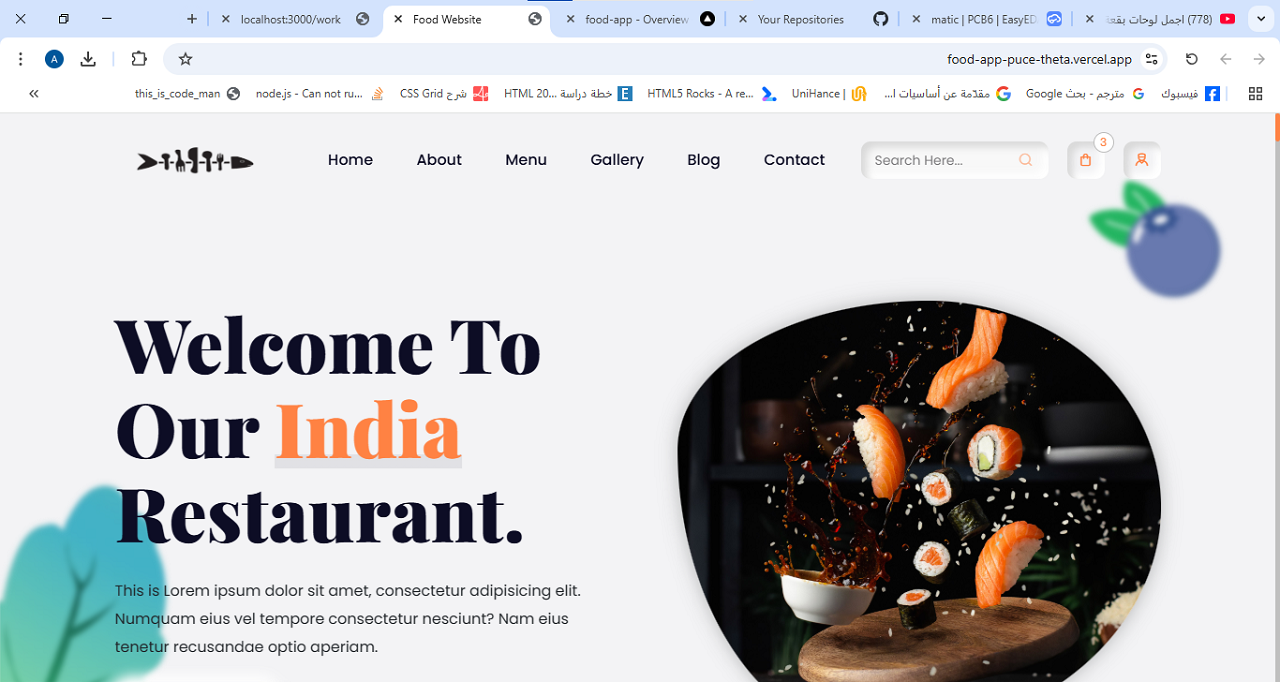 localhost:3000/work
Food Website
food-app - Overview
Your Repositories
matic | PCB6 | EasyED
(778) اجمل لوحات بقعة
A
food-app-puce-theta.vercel.app
this_is_code_man
node.js - Can not ru...
شرح CSS Grid
خطة دراسة HTML 20...
HTML5 Rocks - A re...
UniHance |
مقدّمة عن أساسيات ا...
مترجم - بحث Google
فيسبوك
Home
About
Menu
Gallery
Blog
Contact
Search Here...
3
Welcome To
Our India
Restaurant.
This is Lorem ipsum dolor sit amet, consectetur adipisicing elit.
Numquam eius vel tempore consectetur nesciunt? Nam eius
tenetur recusandae optio aperiam.